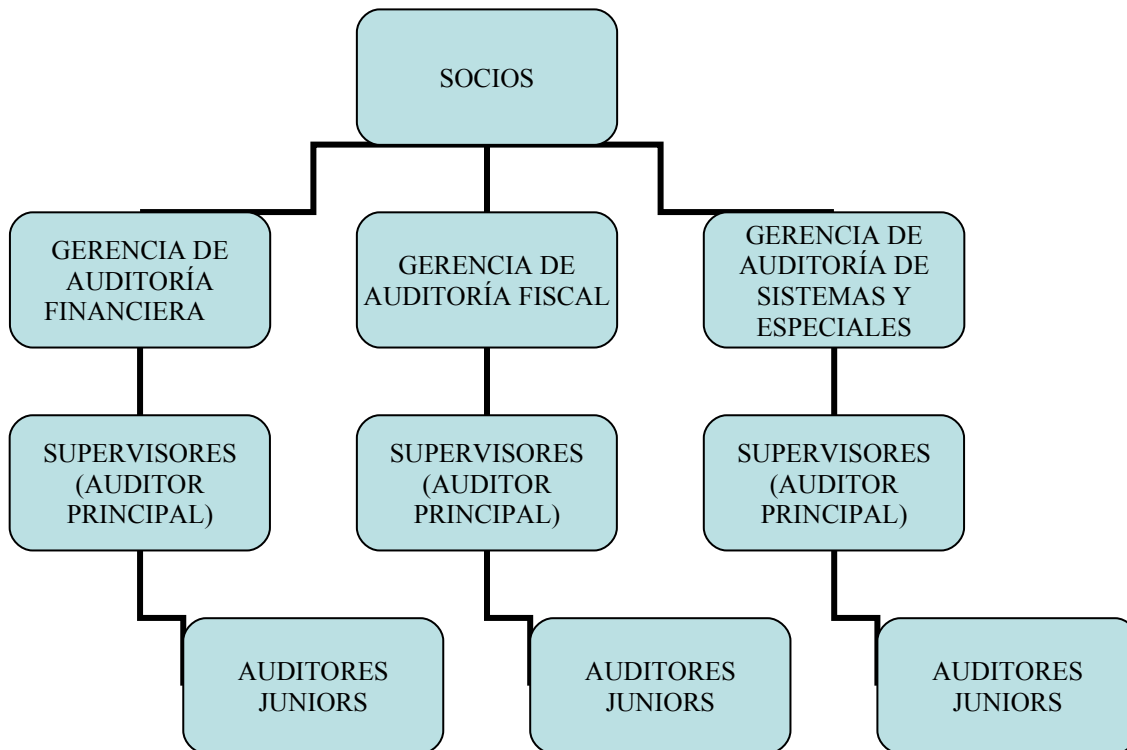 SOCIOS
GERENCIA DE
AUDITORÍA
FINANCIERA
GERENCIA DE
AUDITORÍA FISCAL
GERENCIA DE
AUDITORÍA DE
SISTEMAS Y
ESPECIALES
SUPERVISORES
(AUDITOR
PRINCIPAL)
SUPERVISORES
(AUDITOR
PRINCIPAL)
SUPERVISORES
(AUDITOR
PRINCIPAL)
AUDITORES
JUNIORS
AUDITORES
JUNIORS
AUDITORES
JUNIORS